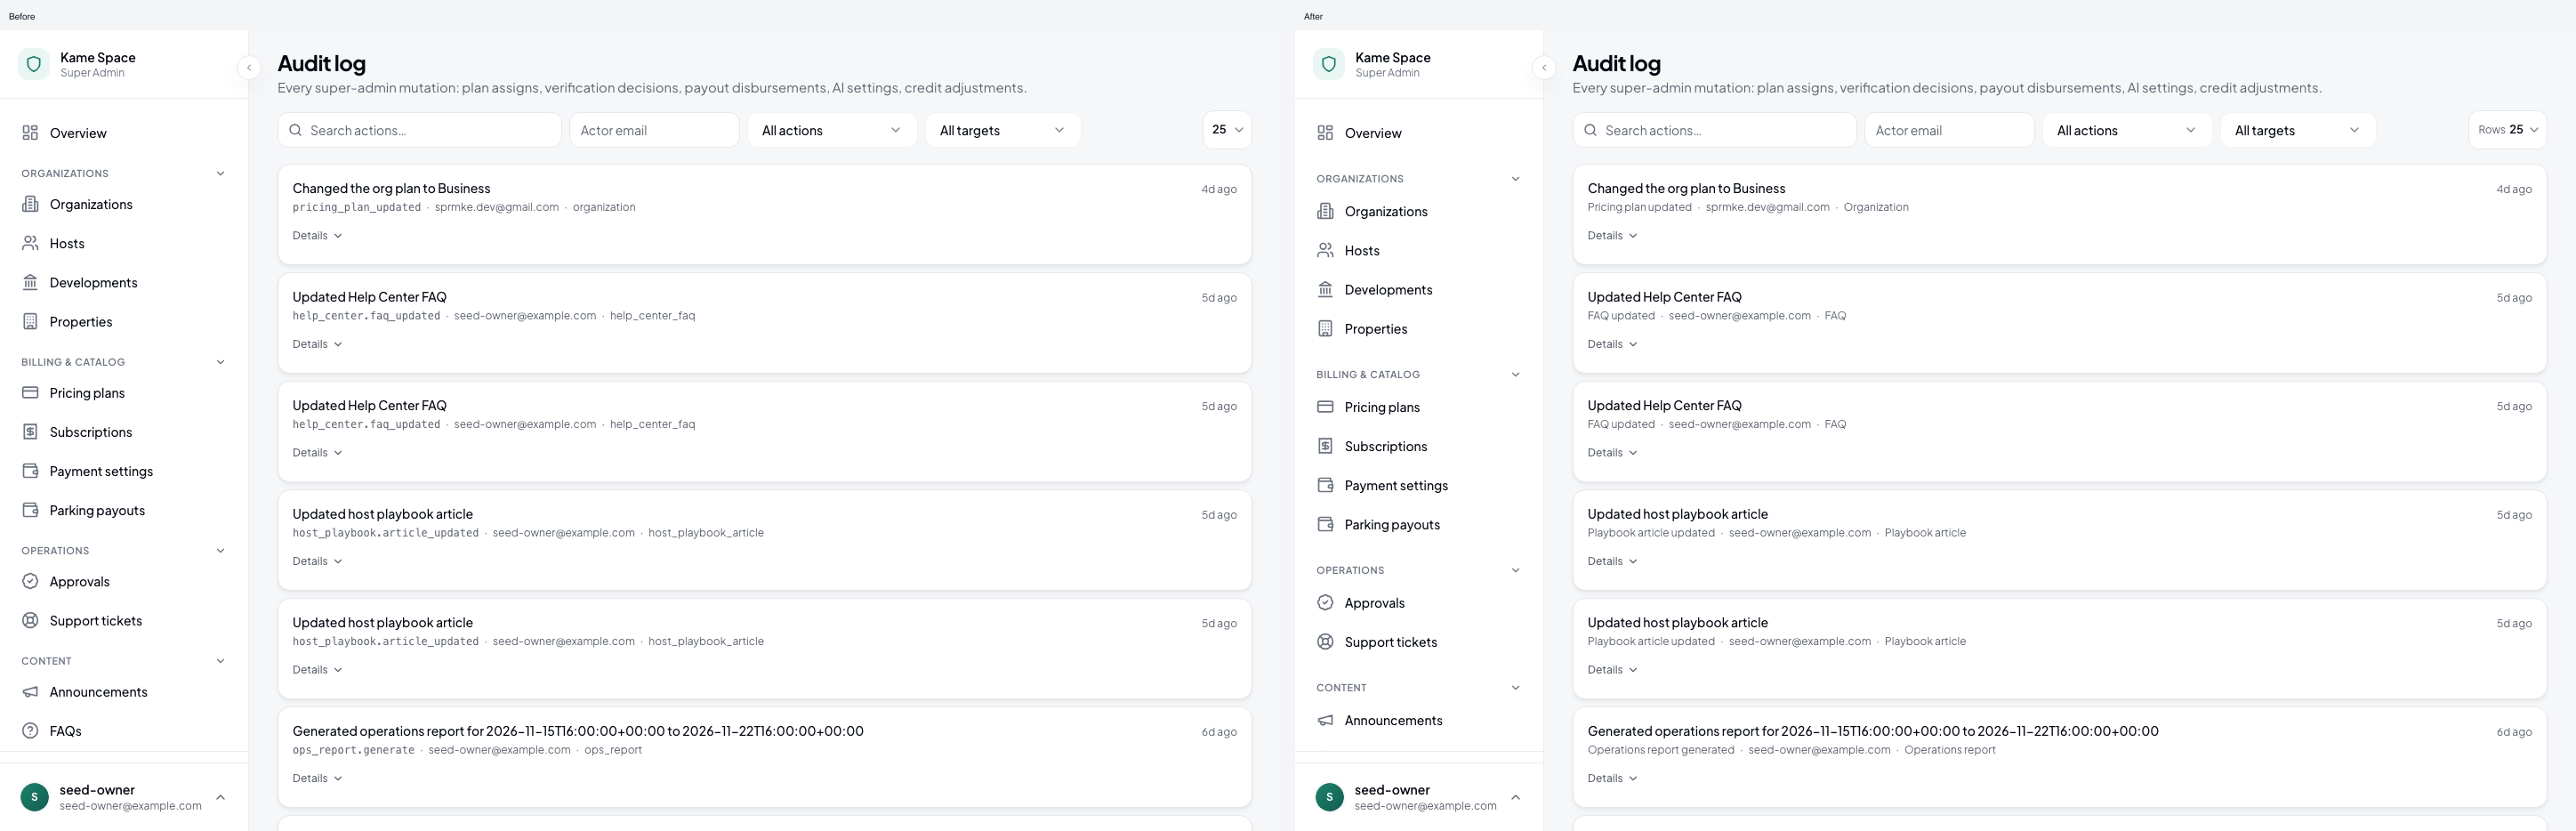 Before
Kame Space
Super Admin
Overview
ORGANIZATIONS
Organizations
Hosts
Developments
Properties
BILLING & CATALOG
Pricing plans
Subscriptions
Payment settings
Parking payouts
OPERATIONS
Approvals
Support tickets
CONTENT
Announcements
FAQs
S
seed-owner
seed-owner@example.com
Audit log
Every super-admin mutation: plan assigns, verification decisions, payout disbursements, AI settings, credit adjustments.
Search actions... Actor email All actions All targets 25
Changed the org plan to Business 4d ago
pricing_plan_updated · sprmke.dev@gmail.com · organization
Details
Updated Help Center FAQ 5d ago
help_center.faq_updated · seed-owner@example.com · help_center_faq
Details
Updated Help Center FAQ 5d ago
help_center.faq_updated · seed-owner@example.com · help_center_faq
Details
Updated host playbook article 5d ago
host_playbook.article_updated · seed-owner@example.com · host_playbook_article
Details
Updated host playbook article 5d ago
host_playbook.article_updated · seed-owner@example.com · host_playbook_article
Details
Generated operations report for 2026-11-15T16:00:00+00:00 to 2026-11-22T16:00:00+00:00 6d ago
ops_report.generate · seed-owner@example.com · ops_report
Details
After
Kame Space
Super Admin
Overview
ORGANIZATIONS
Organizations
Hosts
Developments
Properties
BILLING & CATALOG
Pricing plans
Subscriptions
Payment settings
Parking payouts
OPERATIONS
Approvals
Support tickets
CONTENT
Announcements
S
seed-owner
seed-owner@example.com
Audit log
Every super-admin mutation: plan assigns, verification decisions, payout disbursements, AI settings, credit adjustments.
Search actions... Actor email All actions All targets Rows 25
Changed the org plan to Business 4d ago
Pricing plan updated · sprmke.dev@gmail.com · Organization
Details
Updated Help Center FAQ 5d ago
FAQ updated · seed-owner@example.com · FAQ
Details
Updated Help Center FAQ 5d ago
FAQ updated · seed-owner@example.com · FAQ
Details
Updated host playbook article 5d ago
Playbook article updated · seed-owner@example.com · Playbook article
Details
Updated host playbook article 5d ago
Playbook article updated · seed-owner@example.com · Playbook article
Details
Generated operations report for 2026-11-15T16:00:00+00:00 to 2026-11-22T16:00:00+00:00 6d ago
Operations report generated · seed-owner@example.com · Operations report
Details